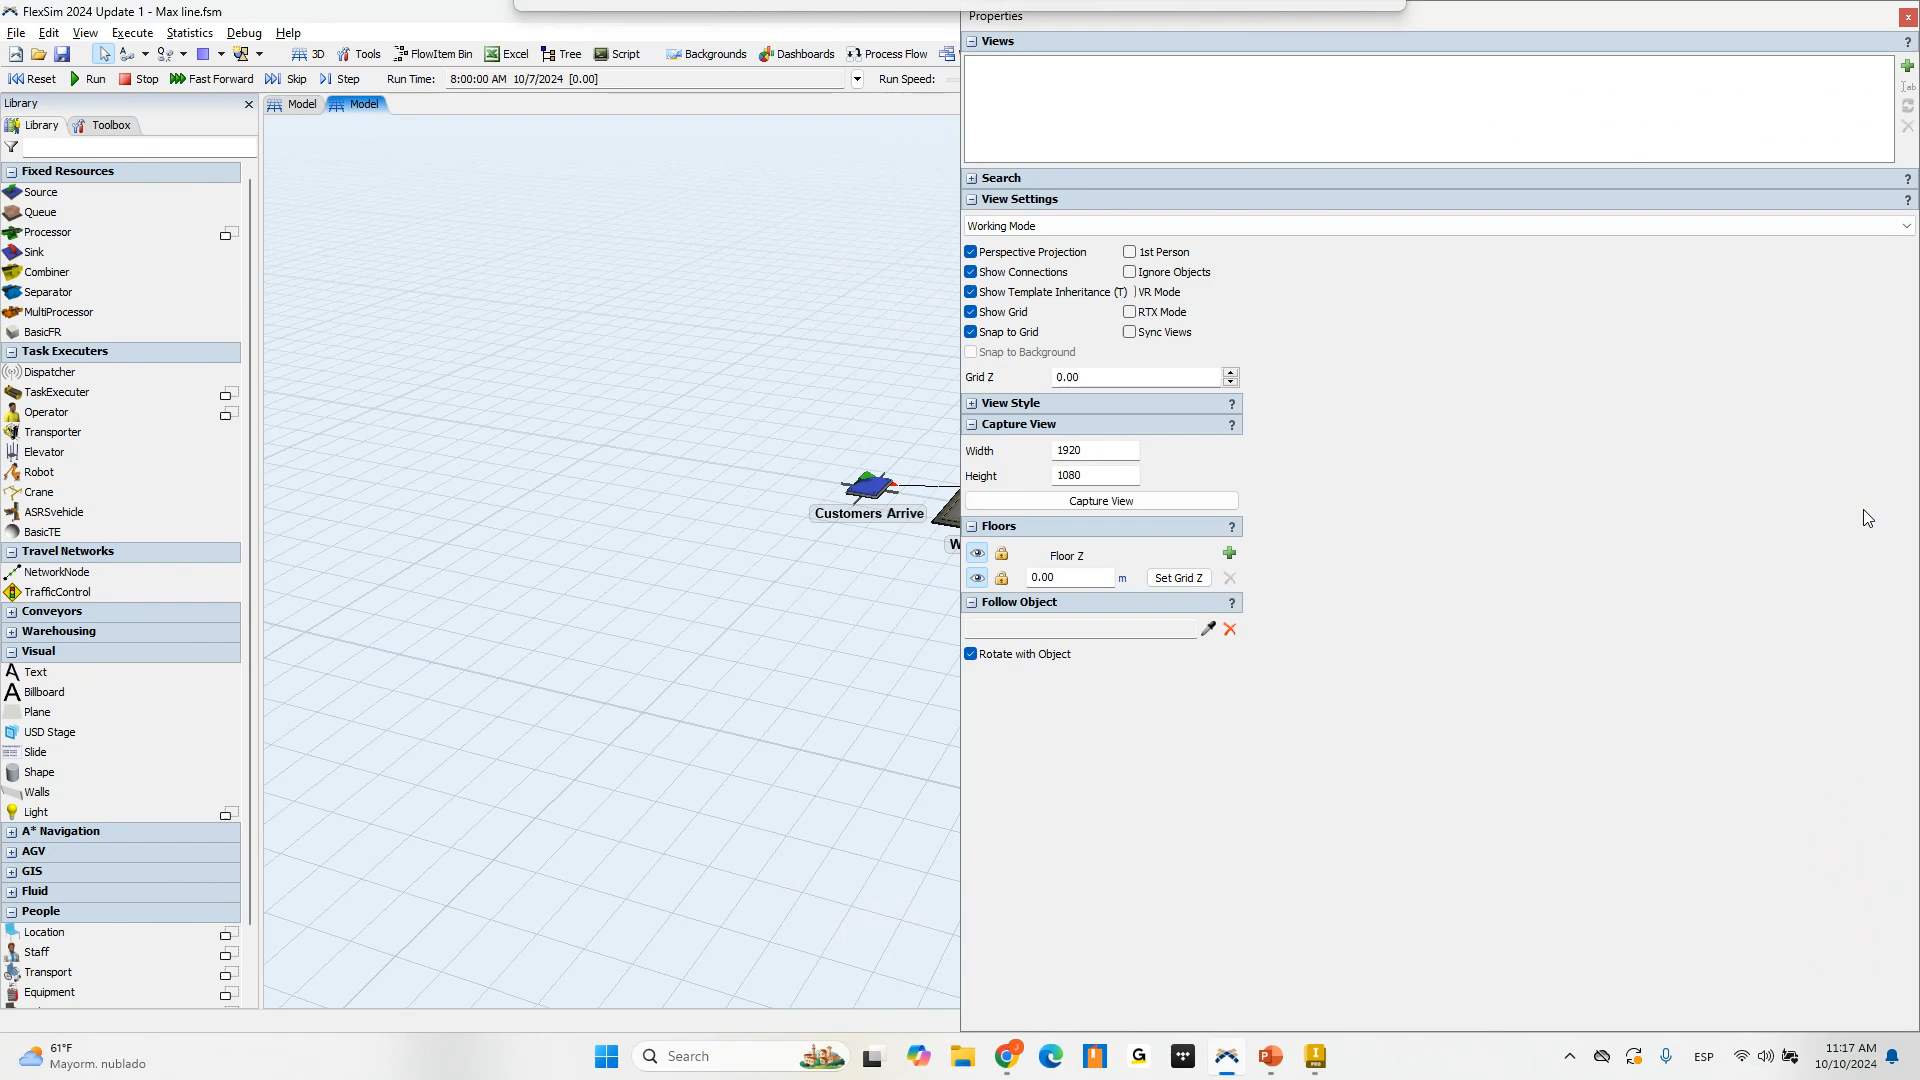 FlexSim 2024 Update 1 - Max line.fsm
File Edit View Execute Statistics Debug Help
3D Tools FlowItem Bin Excel Tree Script Backgrounds Dashboards Process Flow
Reset Run Stop Fast Forward Skip Step Run Time: 8:00:00 AM 10/7/2024 [0.00] Run Speed:
Library
Library Toolbox
Fixed Resources
Source
Queue
Processor
Sink
Combiner
Separator
MultiProcessor
BasicFR
Task Executers
Dispatcher
TaskExecuter
Operator
Transporter
Elevator
Robot
Crane
ASRSvehicle
BasicTE
Travel Networks
NetworkNode
TrafficControl
Conveyors
Warehousing
Visual
Text
Billboard
Plane
USD Stage
Slide
Shape
Walls
Light
A* Navigation
AGV
GIS
Fluid
People
Location
Staff
Transport
Equipment
Model Model
Customers Arrive
W
Properties
Views ?
Search ?
View Settings ?
Working Mode
Perspective Projection 1st Person
Show Connections Ignore Objects
Show Template Inheritance (T) VR Mode
Show Grid RTX Mode
Snap to Grid Sync Views
Snap to Background
Grid Z 0.00
View Style ?
Capture View ?
Width 1920
Height 1080
Capture View
Floors ?
Floor Z
0.00 m Set Grid Z
Follow Object ?
Rotate with Object
61°F
Mayorm. nublado
Search
ESP
11:17 AM
10/10/2024